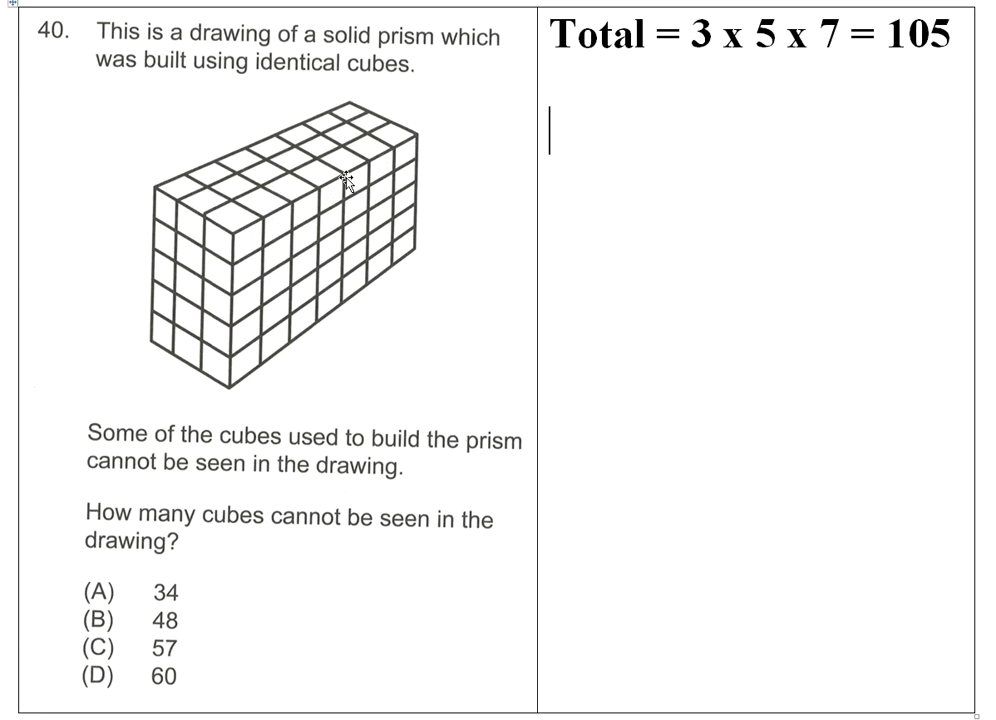 40. This is a drawing of a solid prism which
was built using identical cubes.
Some of the cubes used to build the prism
cannot be seen in the drawing.
How many cubes cannot be seen in the
drawing?
(A) 34
(B) 48
(C) 57
(D) 60
Total = 3 x 5 x 7 = 105